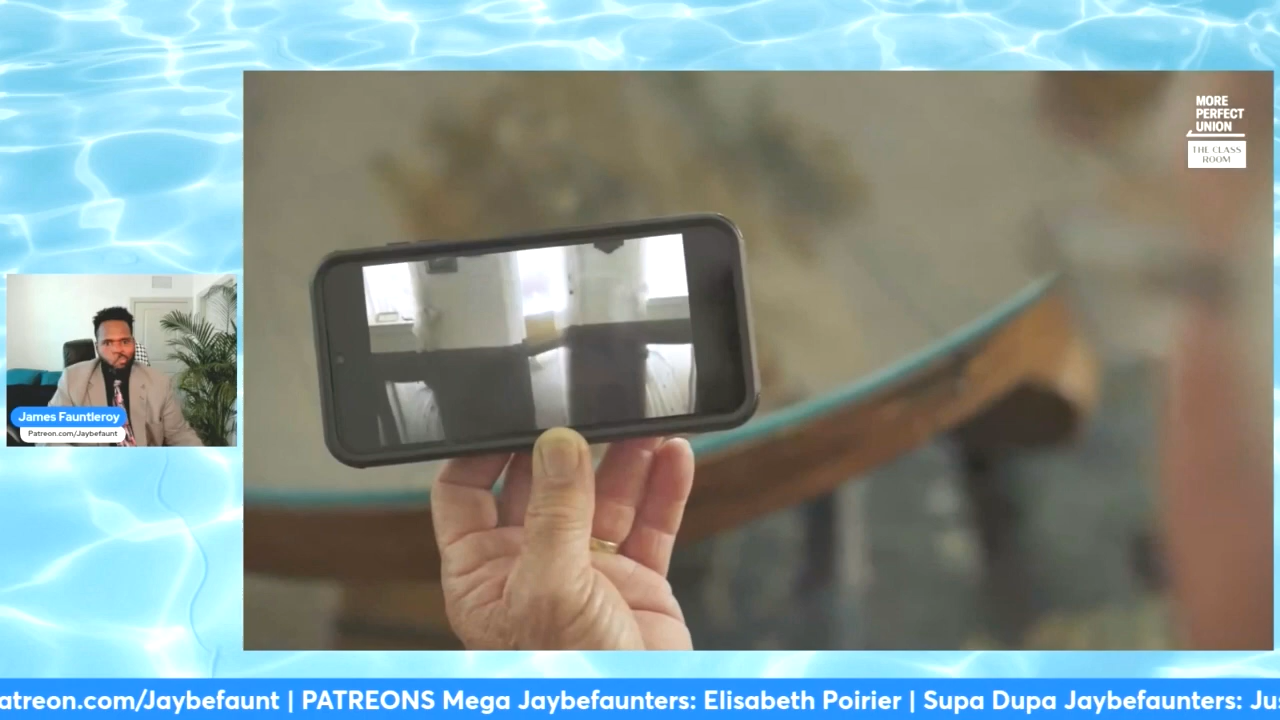 MORE
PERFECT
UNION
THE CLASS
ROOM
James Fauntleroy
Patreon.com/Jaybefaunt
atreon.com/Jaybefaunt | PATREONS Mega Jaybefaunters: Elisabeth Poirier | Supa Dupa Jaybefaunters: Jus